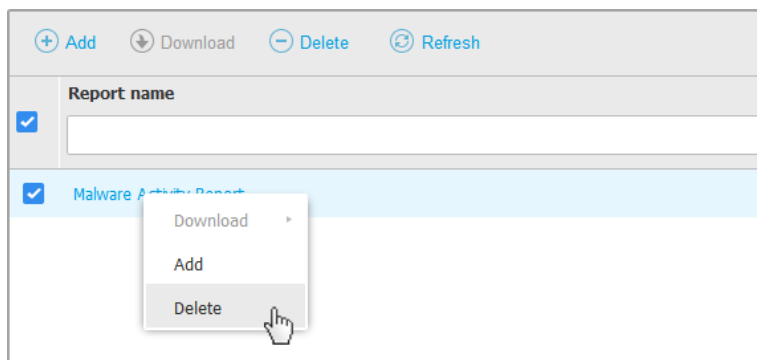 Add Download Delete Refresh
Report name
Malware Activity Report
Download
Add
Delete